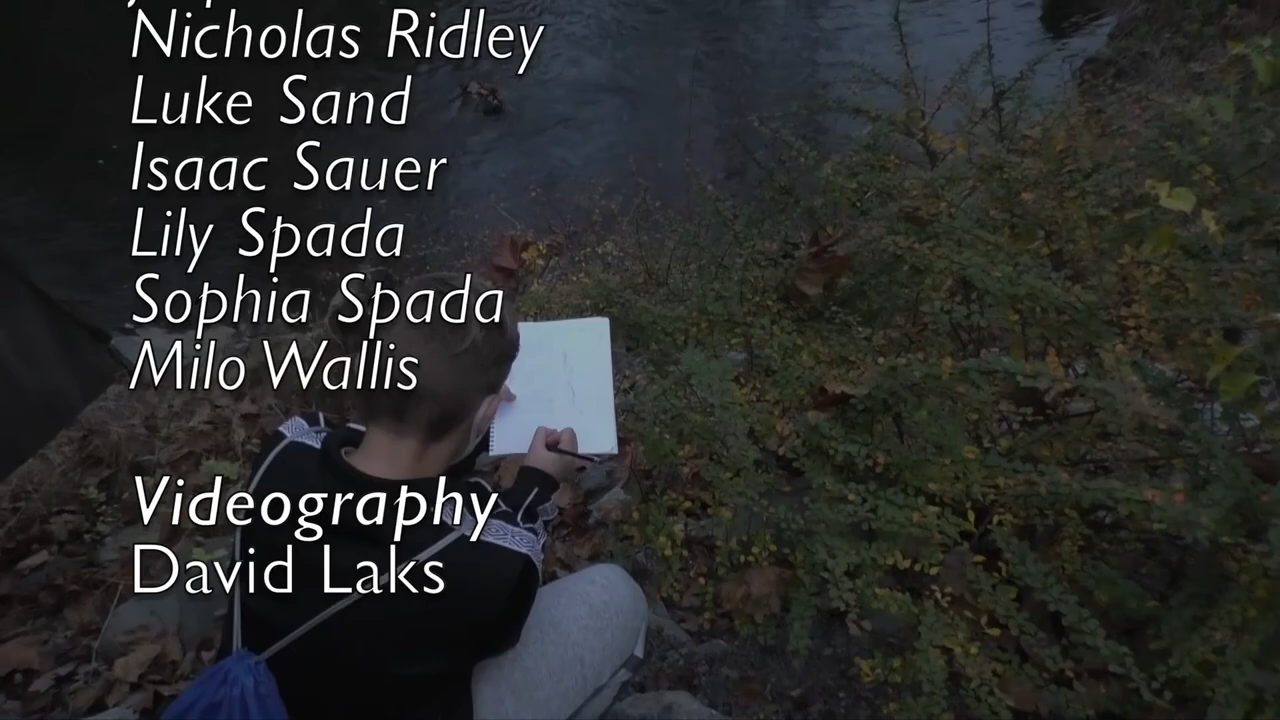 Nicholas Ridley
Luke Sand
Isaac Sauer
Lily Spada
Sophia Spada
Milo Wallis
Videography
David Laks